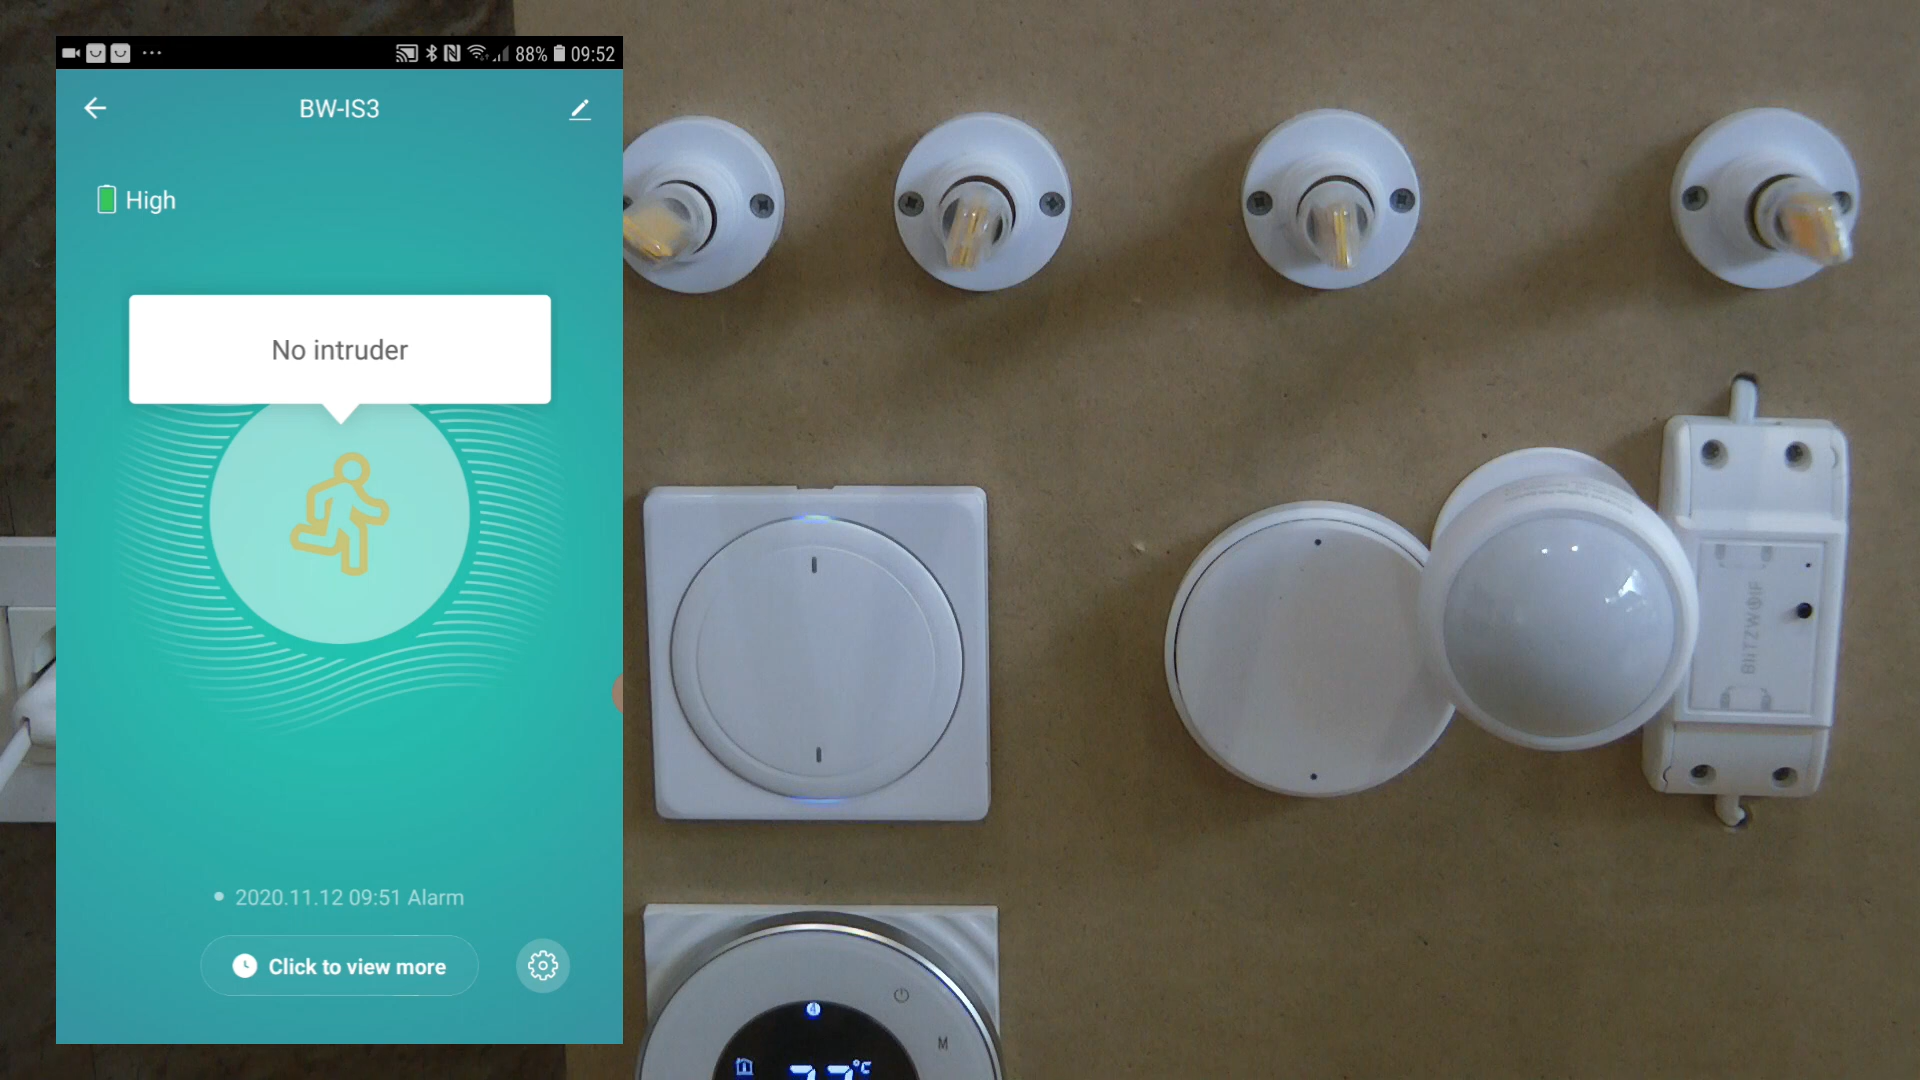 88% 09:52
BW-IS3
High
No intruder
2020.11.12 09:51 Alarm
Click to view more
BlitzWolf
M
°C